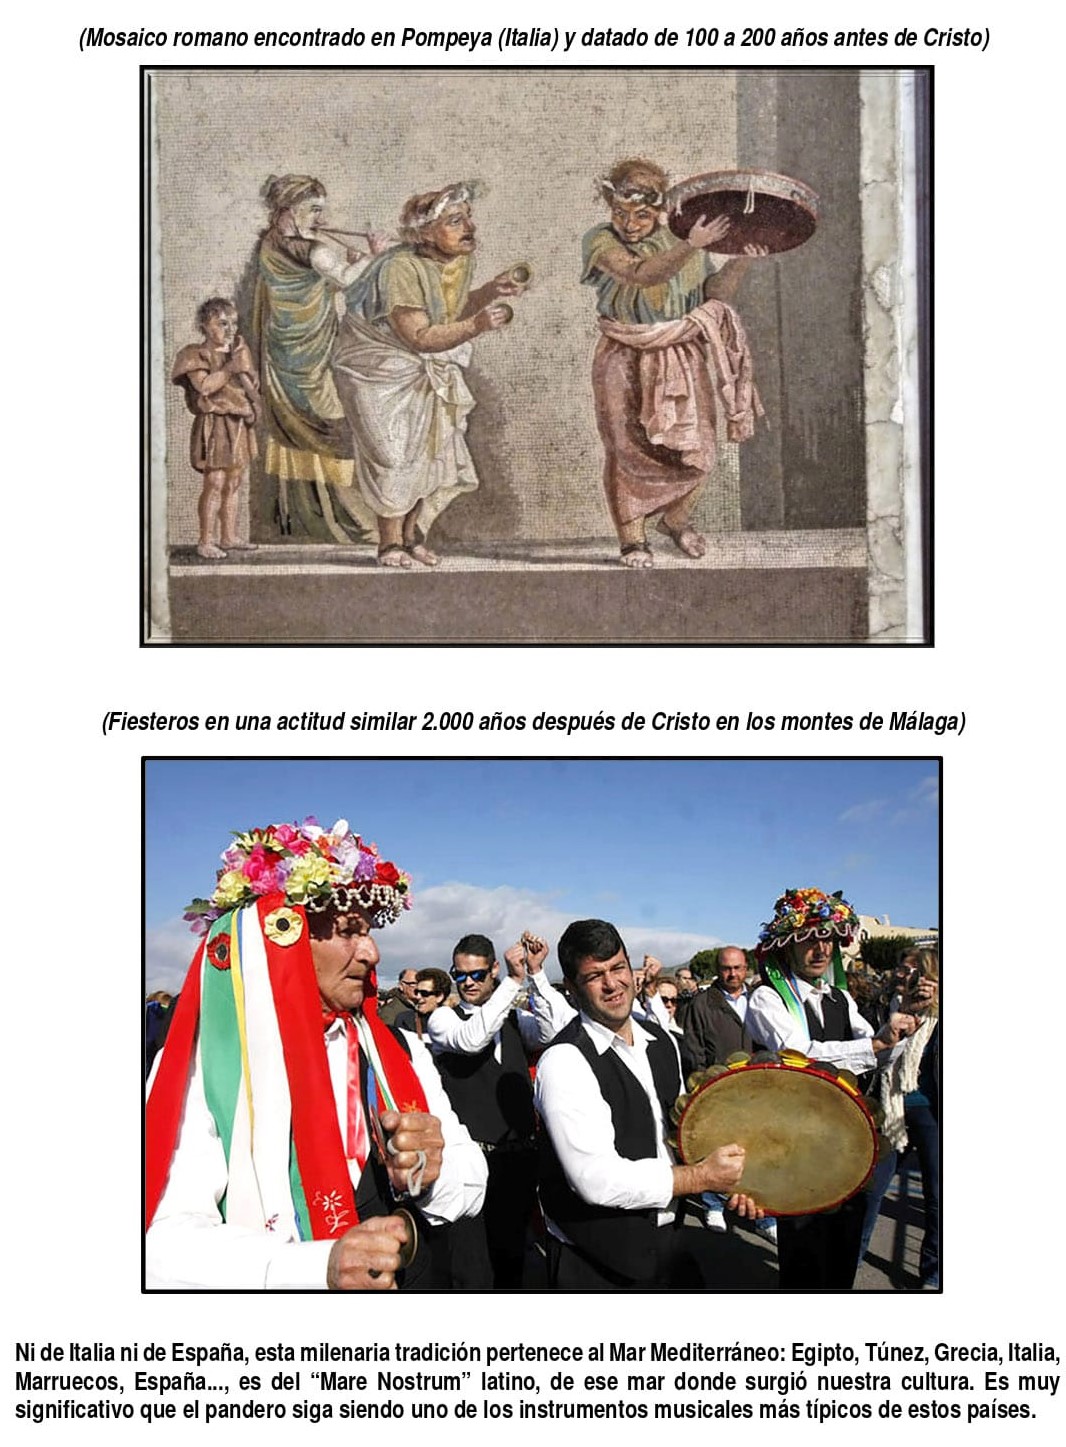 (Mosaico romano encontrado en Pompeya (Italia) y datado de 100 a 200 años antes de Cristo)
(Fiesteros en una actitud similar 2.000 años después de Cristo en los montes de Málaga)
Ni de Italia ni de España, esta milenaria tradición pertenece al Mar Mediterráneo: Egipto, Túnez, Grecia, Italia,
Marruecos, España..., es del “Mare Nostrum” latino, de ese mar donde surgió nuestra cultura. Es muy
significativo que el pandero siga siendo uno de los instrumentos musicales más típicos de estos países.